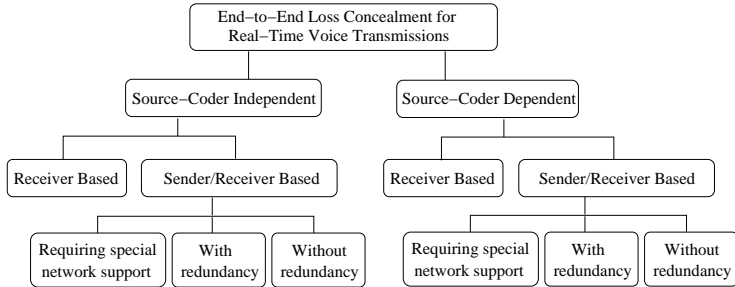 End−to−End Loss Concealment for
Real−Time Voice Transmissions
Source−Coder Independent
Source−Coder Dependent
Receiver Based
Sender/Receiver Based
Receiver Based
Sender/Receiver Based
Requiring special
network support
With
redundancy
Without
redundancy
Requiring special
network support
With
redundancy
Without
redundancy